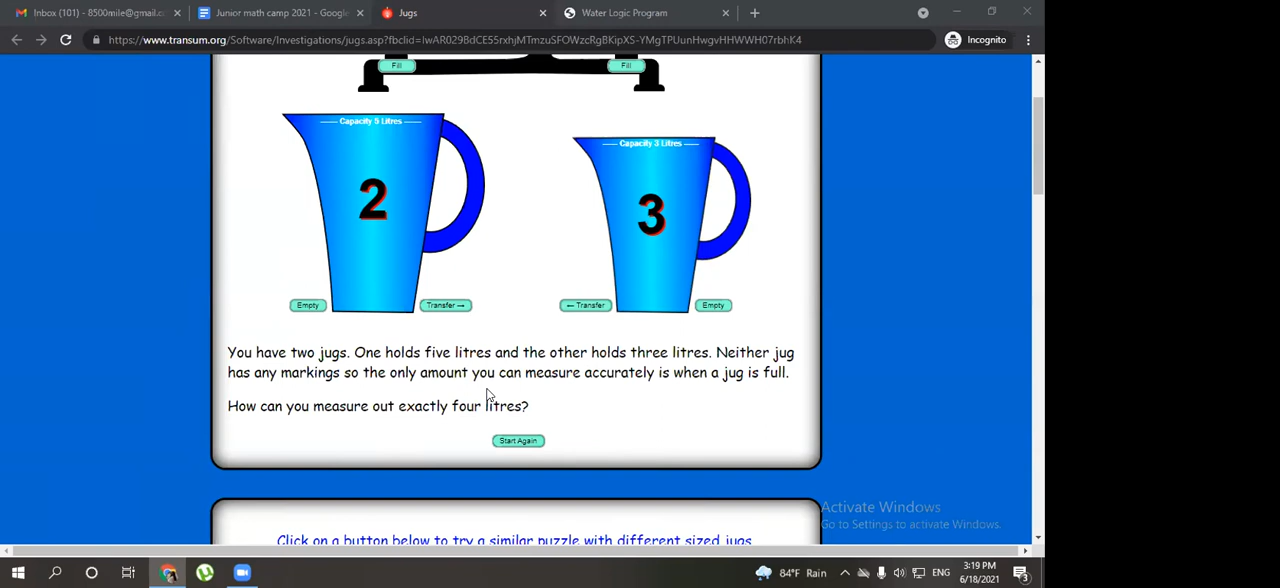 Inbox (101) - 8500mile@gmail.co
Junior math camp 2021 - Google
Jugs
Water Logic Program
https://www.transum.org/Software/Investigations/jugs.asp?fbclid=IwAR029BdCE55rxhjMTmzuSFOWzcRgBKipXS-YMgTPUunHwgvHHWWH07rbhK4
Incognito
Fill
Fill
Capacity 5 Litres
Capacity 3 Litres
2
3
Empty
Transfer →
← Transfer
Empty
You have two jugs. One holds five litres and the other holds three litres. Neither jug
has any markings so the only amount you can measure accurately is when a jug is full.
How can you measure out exactly four litres?
Start Again
Activate Windows
Go to Settings to activate Windows.
Click on a button below to try a similar puzzle with different sized jugs
84°F Rain
ENG
3:19 PM
6/18/2021
3